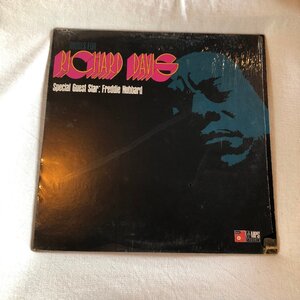 RICHARD DAVIS
Special Guest Star: Freddie Hubbard
MPS